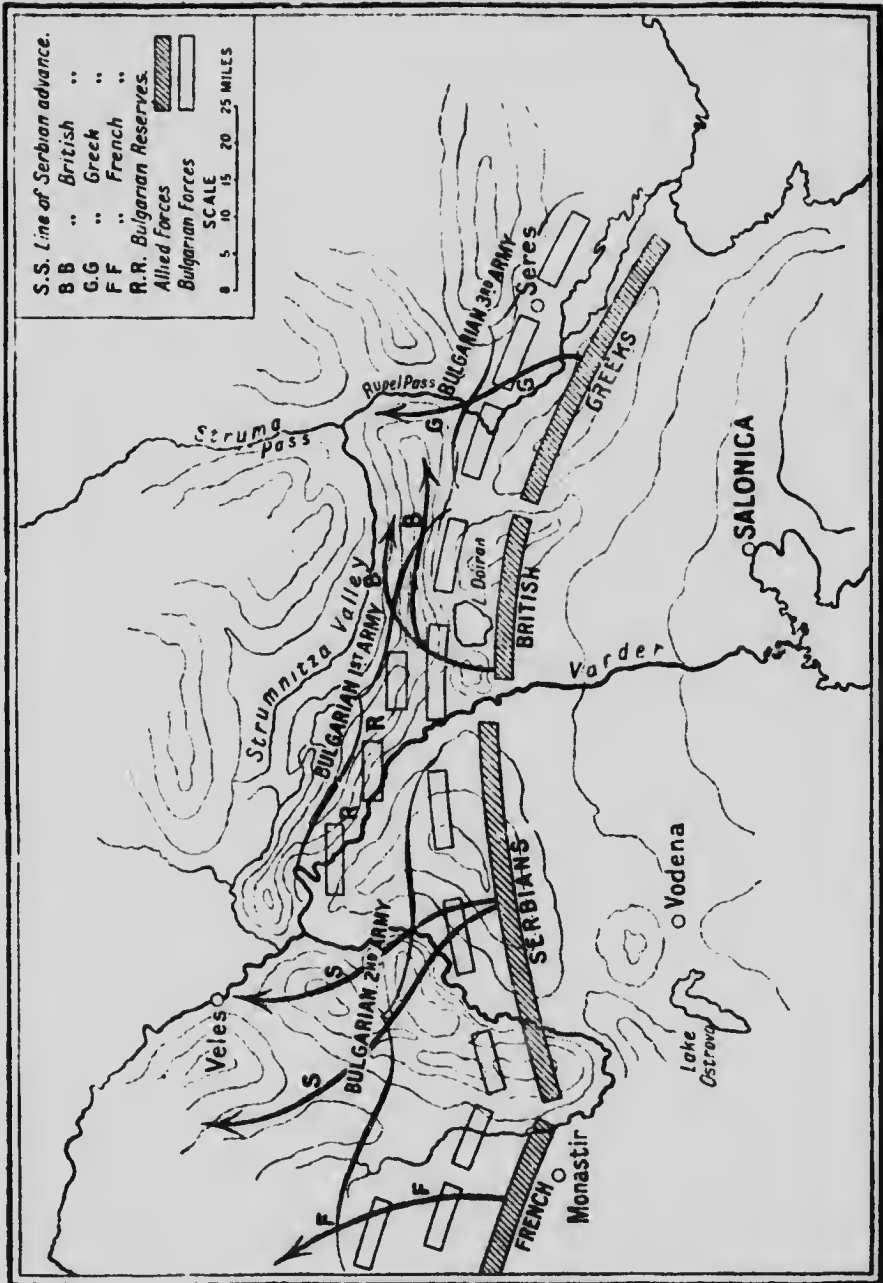 S.S. Line of Serbian advance.
B B „ British „
G.G „ Greek „
F F „ French „
R.R. Bulgarian Reserves.
Allied Forces
Bulgarian Forces
SCALE
0 5 10 15 20 25 MILES
Struma
Pass
Rupel Pass
BULGARIAN 3RD ARMY
Seres
G
G
GREEKS
Strumnitza Valley
B
B
BULGARIAN 1ST ARMY
L. Doiran
BRITISH
SALONICA
Varder
R
R
Veles
S
S
BULGARIAN 2ND ARMY
SERBIANS
Vodena
Lake
Ostrova
F
F
FRENCH
Monastir